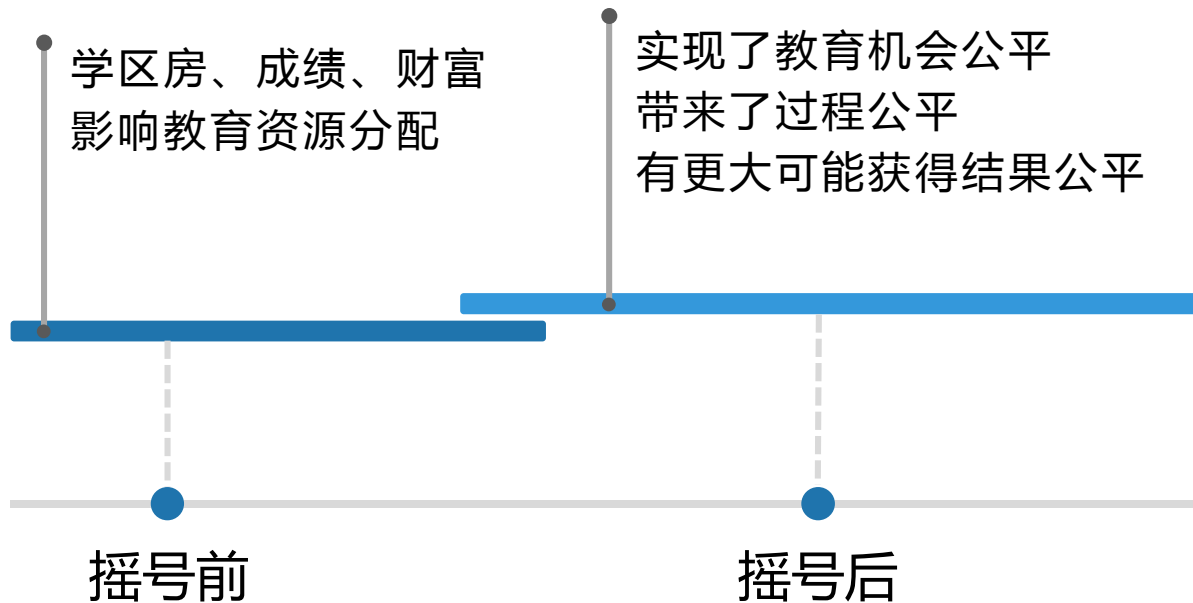 学区房、成绩、财富
影响教育资源分配
实现了教育机会公平
带来了过程公平
有更大可能获得结果公平
摇号前
摇号后